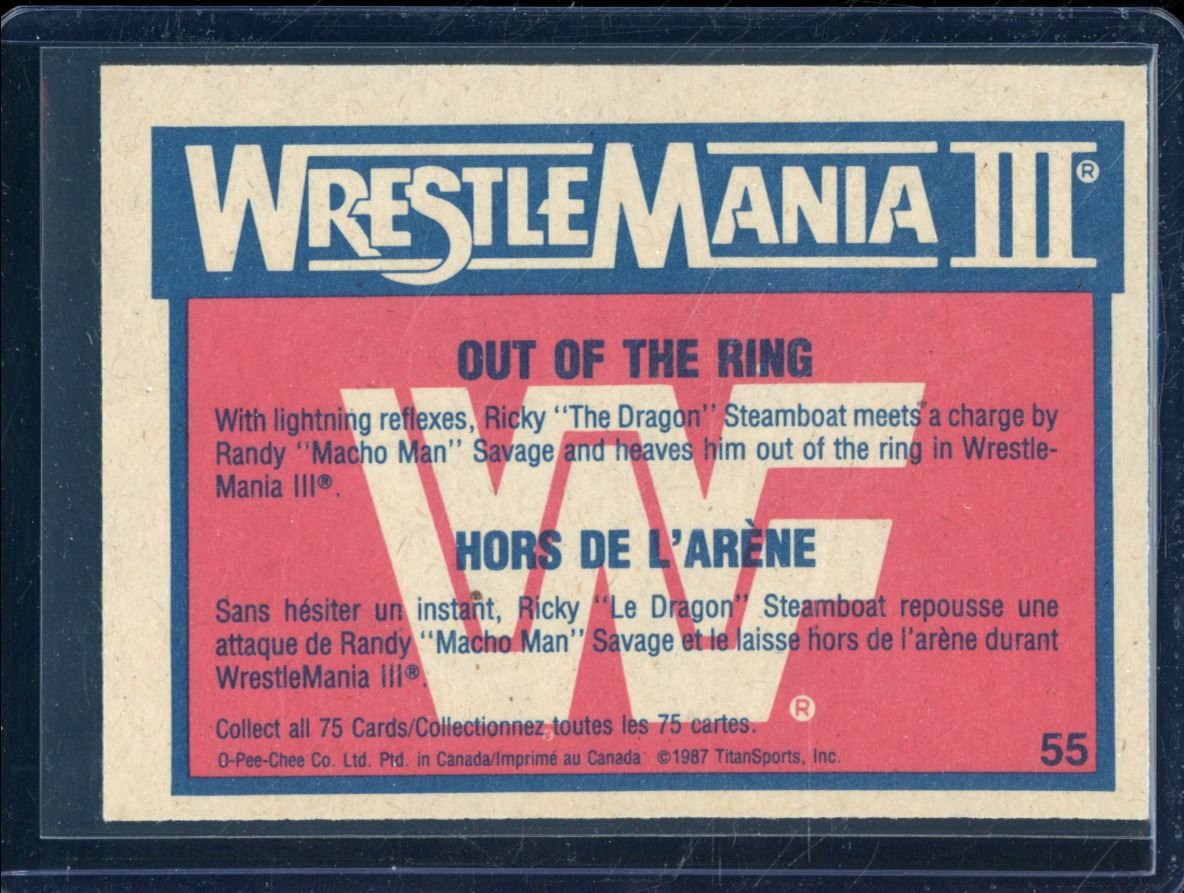 WRESTLEMANIA III®
OUT OF THE RING
With lightning reflexes, Ricky ‘‘The Dragon’’ Steamboat meets a charge by
Randy ‘‘Macho Man’’ Savage and heaves him out of the ring in Wrestle-
Mania III®.
HORS DE L’ARÈNE
Sans hésiter un instant, Ricky ‘‘Le Dragon’’ Steamboat repousse une
attaque de Randy ‘‘Macho Man’’ Savage et le laisse hors de l’arène durant
WrestleMania III®.
WF®
Collect all 75 Cards/Collectionnez toutes les 75 cartes.
O-Pee-Chee Co. Ltd. Ptd. in Canada/Imprimé au Canada ©1987 TitanSports, Inc.
55